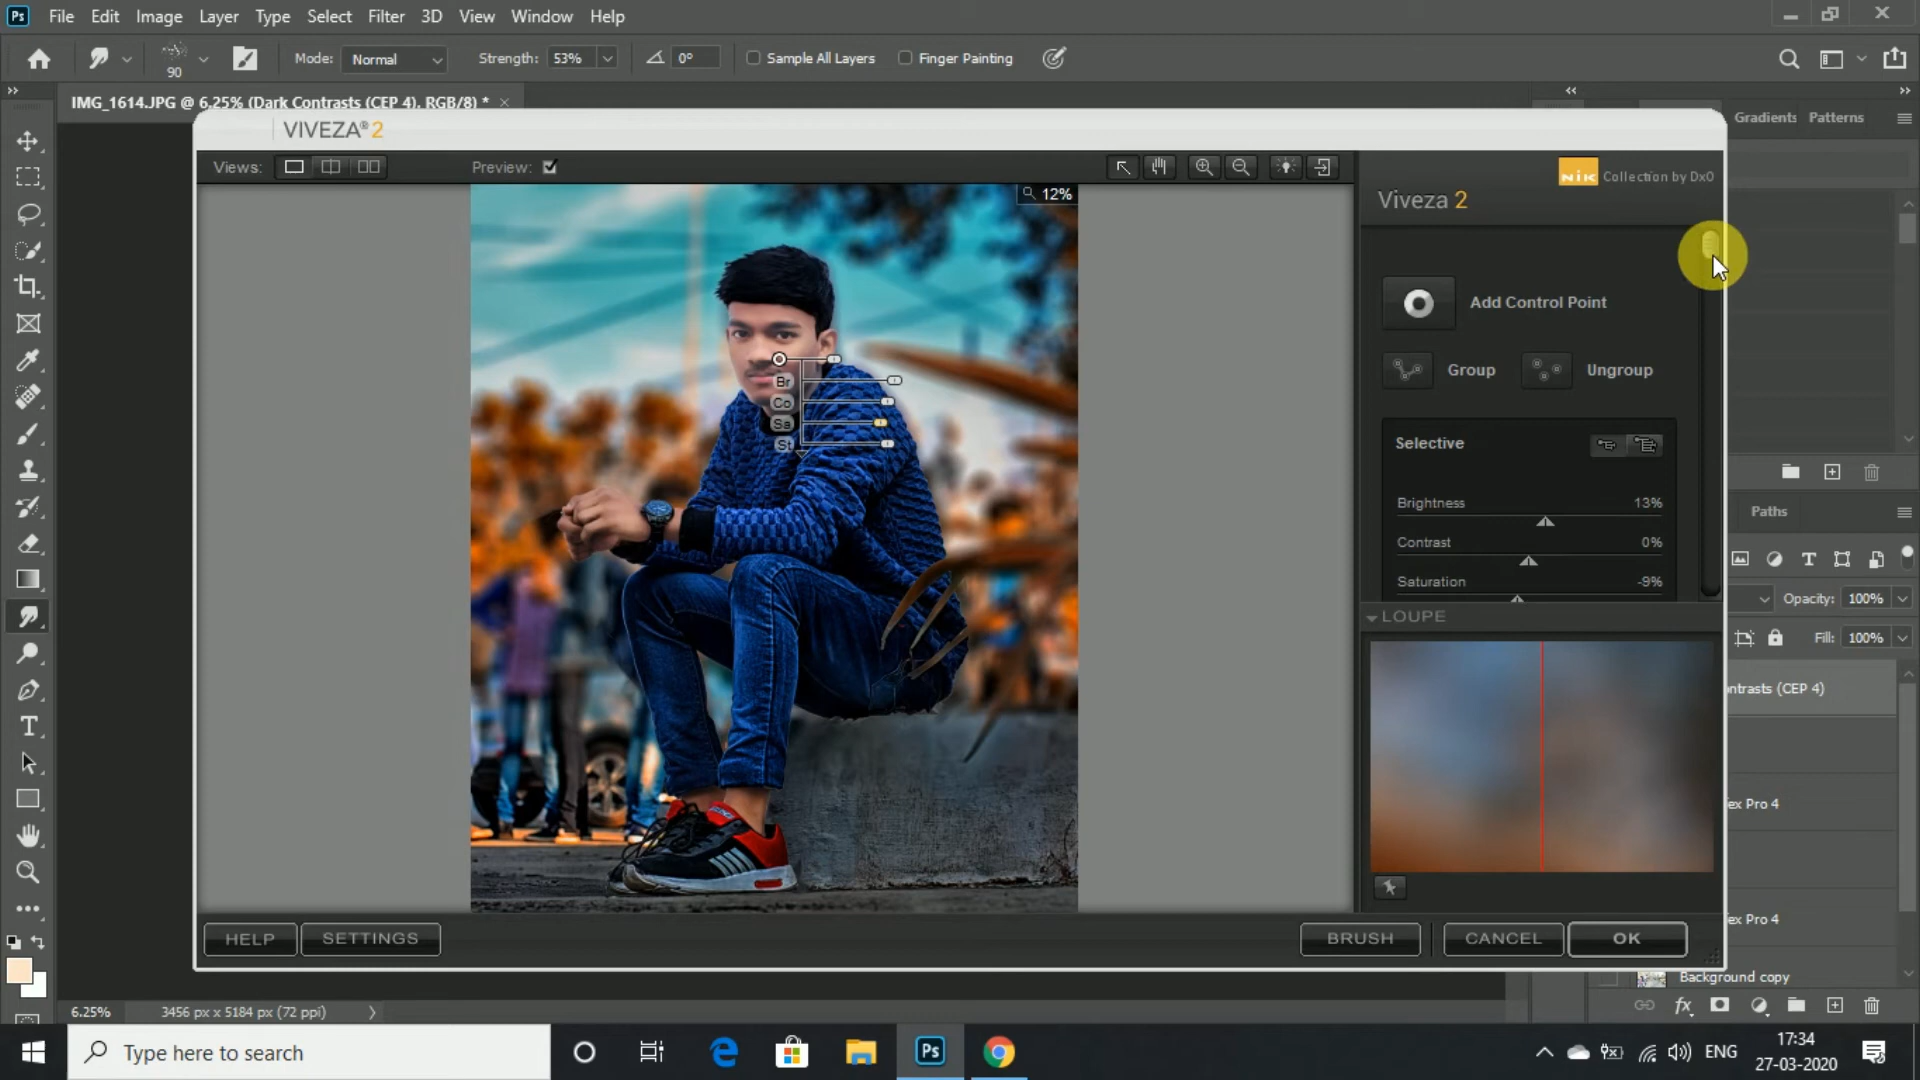 Ps File Edit Image Layer Type Select Filter 3D View Window Help
90 Mode: Normal Strength: 53% 0° Sample All Layers Finger Painting
IMG_1614.JPG @ 6.25% (Dark Contrasts (CEP 4), RGB/8) * ×
Gradients Patterns
VIVEZA® 2
Views: Preview:
12%
Nik Collection by DxO
Viveza 2
Add Control Point
Group Ungroup
Selective
Brightness 13%
Contrast 0%
Saturation -9%
Br
Co
Sa
St
LOUPE
Paths
Opacity: 100%
Fill: 100%
ntrasts (CEP 4)
ex Pro 4
ex Pro 4
Background copy
HELP SETTINGS BRUSH CANCEL OK
6.25% 3456 px x 5184 px (72 ppi)
Type here to search
Ps
ENG
17:34
27-03-2020